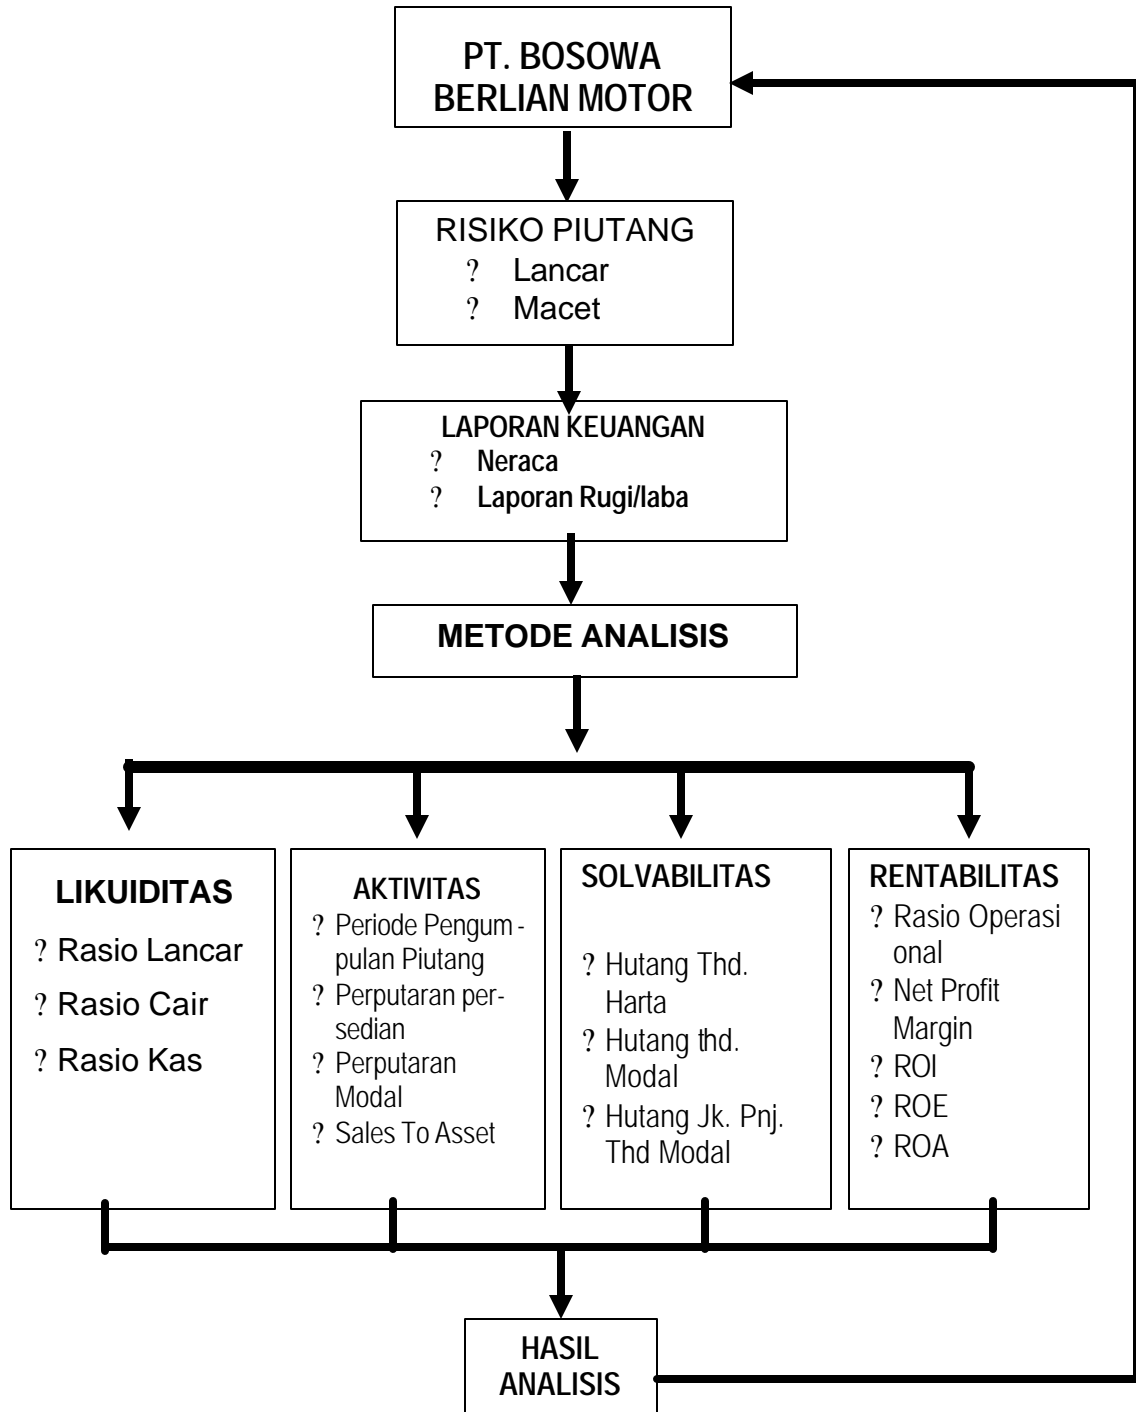 PT. BOSOWA
BERLIAN MOTOR
RISIKO PIUTANG
? Lancar
? Macet
LAPORAN KEUANGAN
? Neraca
? Laporan Rugi/laba
METODE ANALISIS
LIKUIDITAS
? Rasio Lancar
? Rasio Cair
? Rasio Kas
AKTIVITAS
? Periode Pengum -
pulan Piutang
? Perputaran per-
sedian
? Perputaran
Modal
? Sales To Asset
SOLVABILITAS
? Hutang Thd.
Harta
? Hutang thd.
Modal
? Hutang Jk. Pnj.
Thd Modal
RENTABILITAS
? Rasio Operasi
onal
? Net Profit
Margin
? ROI
? ROE
? ROA
HASIL
ANALISIS